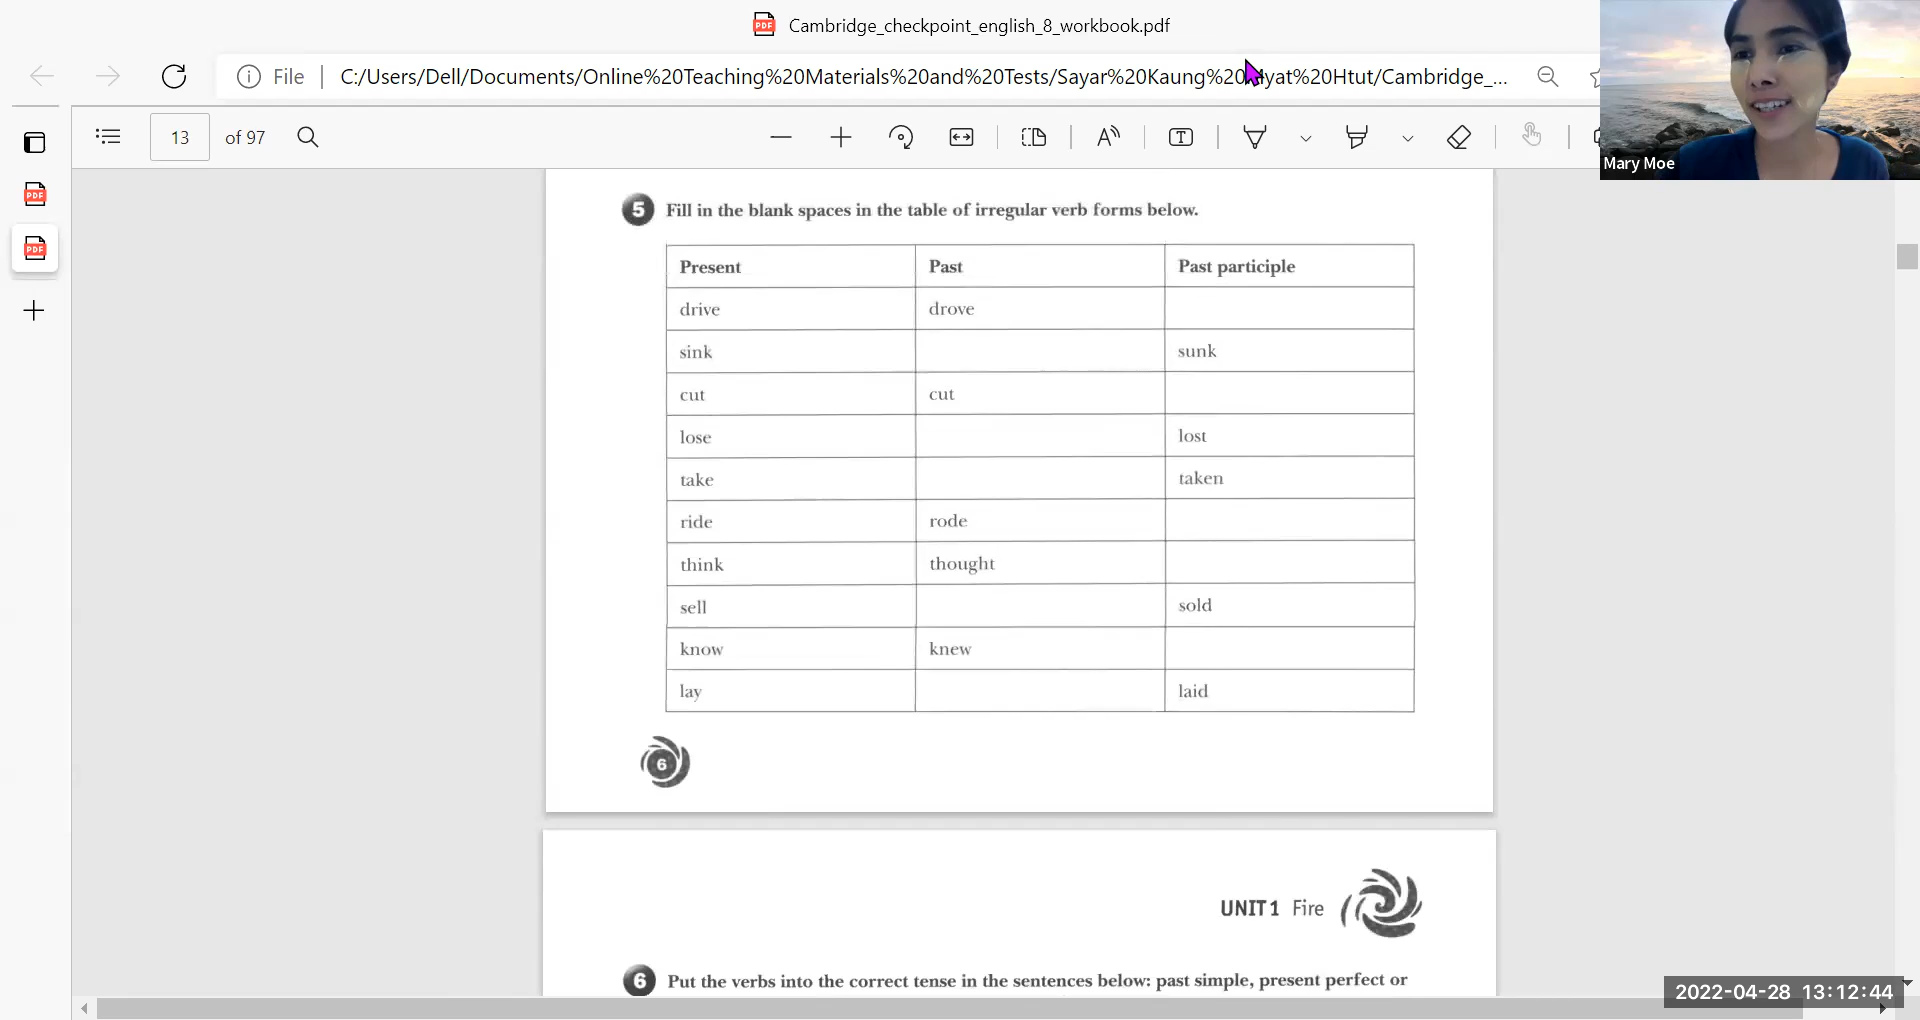 Cambridge_checkpoint_english_8_workbook.pdf
File C:/Users/Dell/Documents/Online%20Teaching%20Materials%20and%20Tests/Sayar%20Kaung%20Myat%20Htut/Cambridge_...
13 of 97
Mary Moe
5 Fill in the blank spaces in the table of irregular verb forms below.
Present Past Past participle
drive drove
sink sunk
cut cut
lose lost
take taken
ride rode
think thought
sell sold
know knew
lay laid
6
UNIT 1 Fire
6 Put the verbs into the correct tense in the sentences below: past simple, present perfect or
2022-04-28 13:12:44